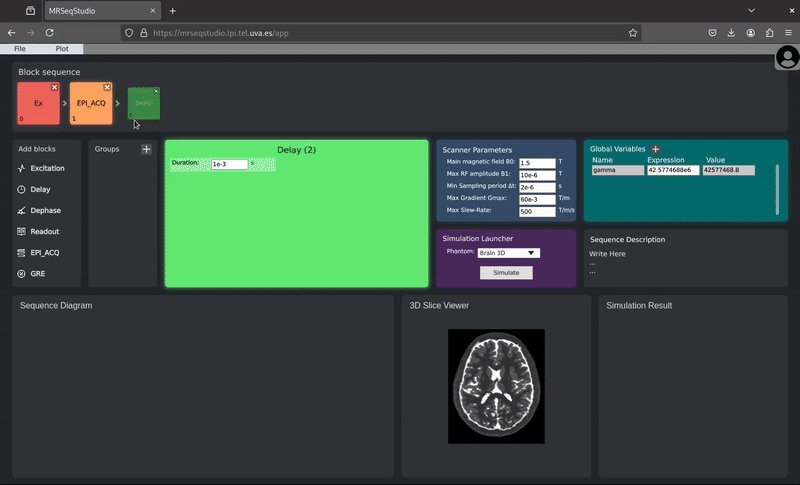 MRSeqStudio
https://mrseqstudio.lpi.tel.uva.es/app
File Plot
Block sequence
Ex
0
EPI_ACQ
1
Add blocks
Excitation
Delay
Dephase
Readout
EPI_ACQ
GRE
Groups
Delay (2)
Duration: 1e-3 s
Scanner Parameters
Main magnetic field B0: 1.5 T
Max RF amplitude B1: 10e-6 T
Min Sampling period Δt: 2e-6 s
Max Gradient Gmax: 60e-3 T/m
Max Slew-Rate: 500 T/m/s
Simulation Launcher
Phantom: Brain 3D
Simulate
Global Variables
Name Expression Value
gamma 42.5774688e6 42577468.8
Sequence Description
Write Here
...
...
Sequence Diagram
3D Slice Viewer
Simulation Result